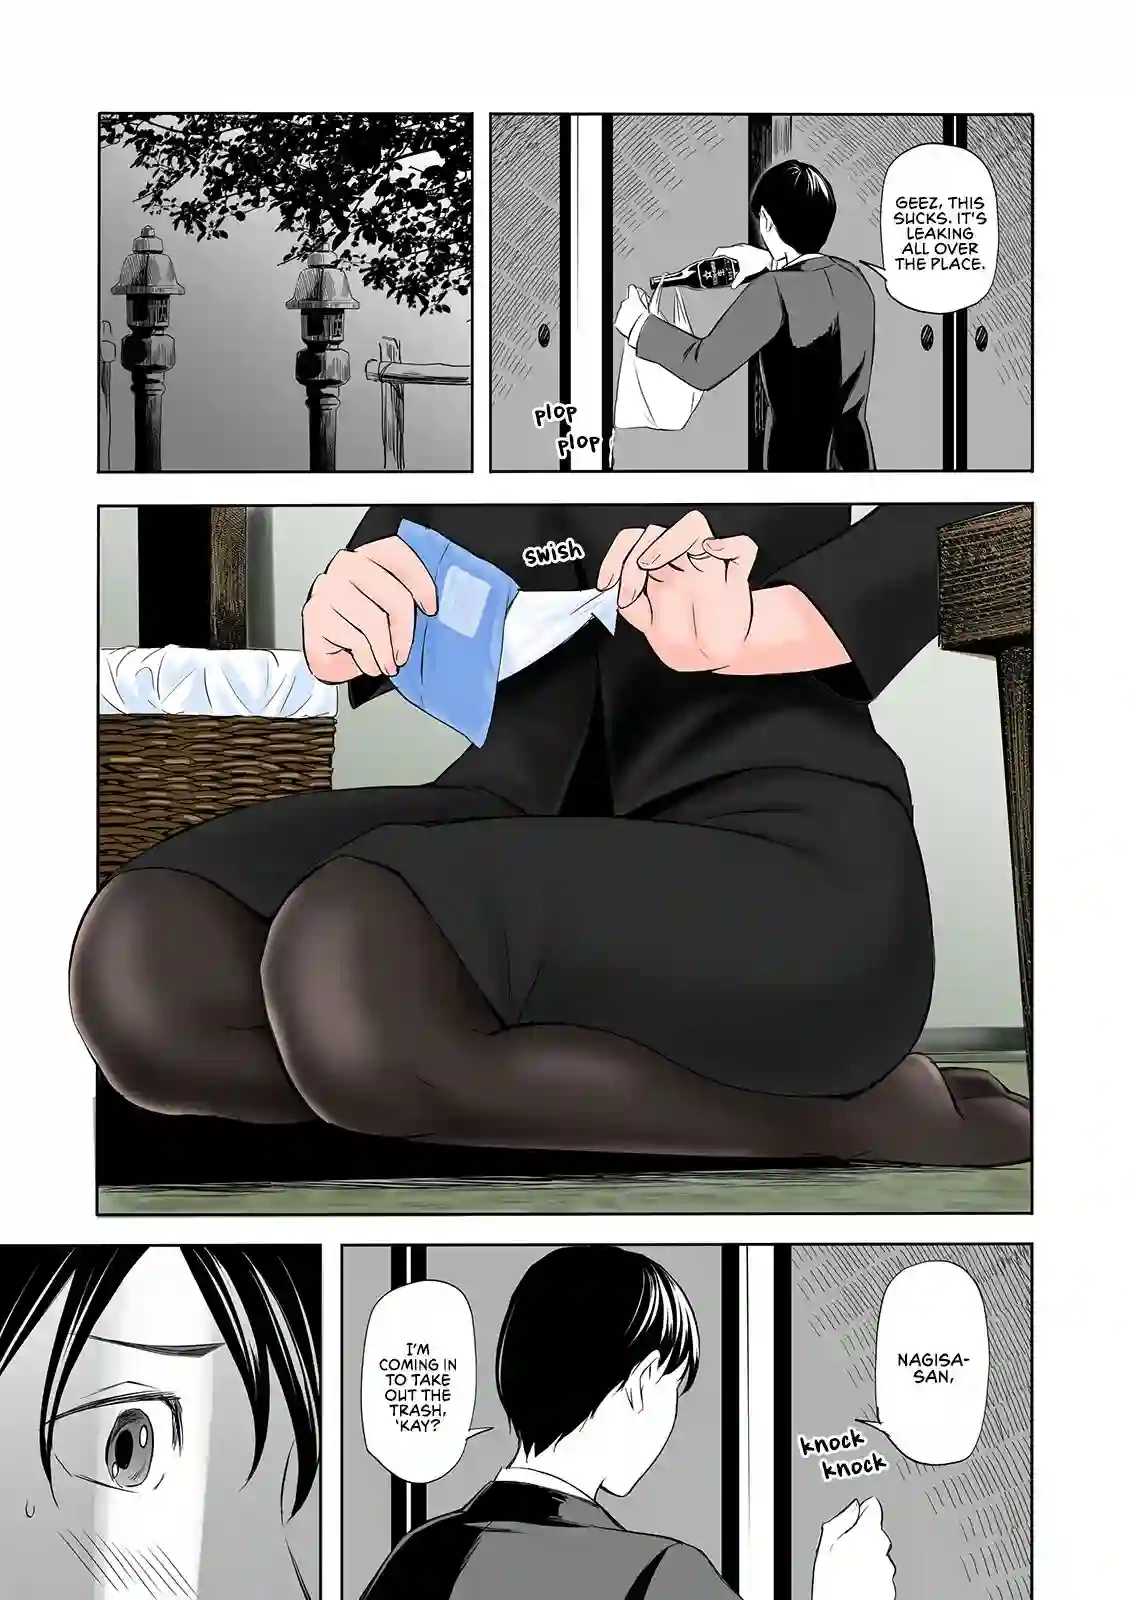 GEEZ, THIS
SUCKS. IT'S
LEAKING
ALL OVER
THE PLACE.
plop
plop
swish
NAGISA-
SAN,
knock
knock
I'M
COMING IN
TO TAKE
OUT THE
TRASH,
'KAY?